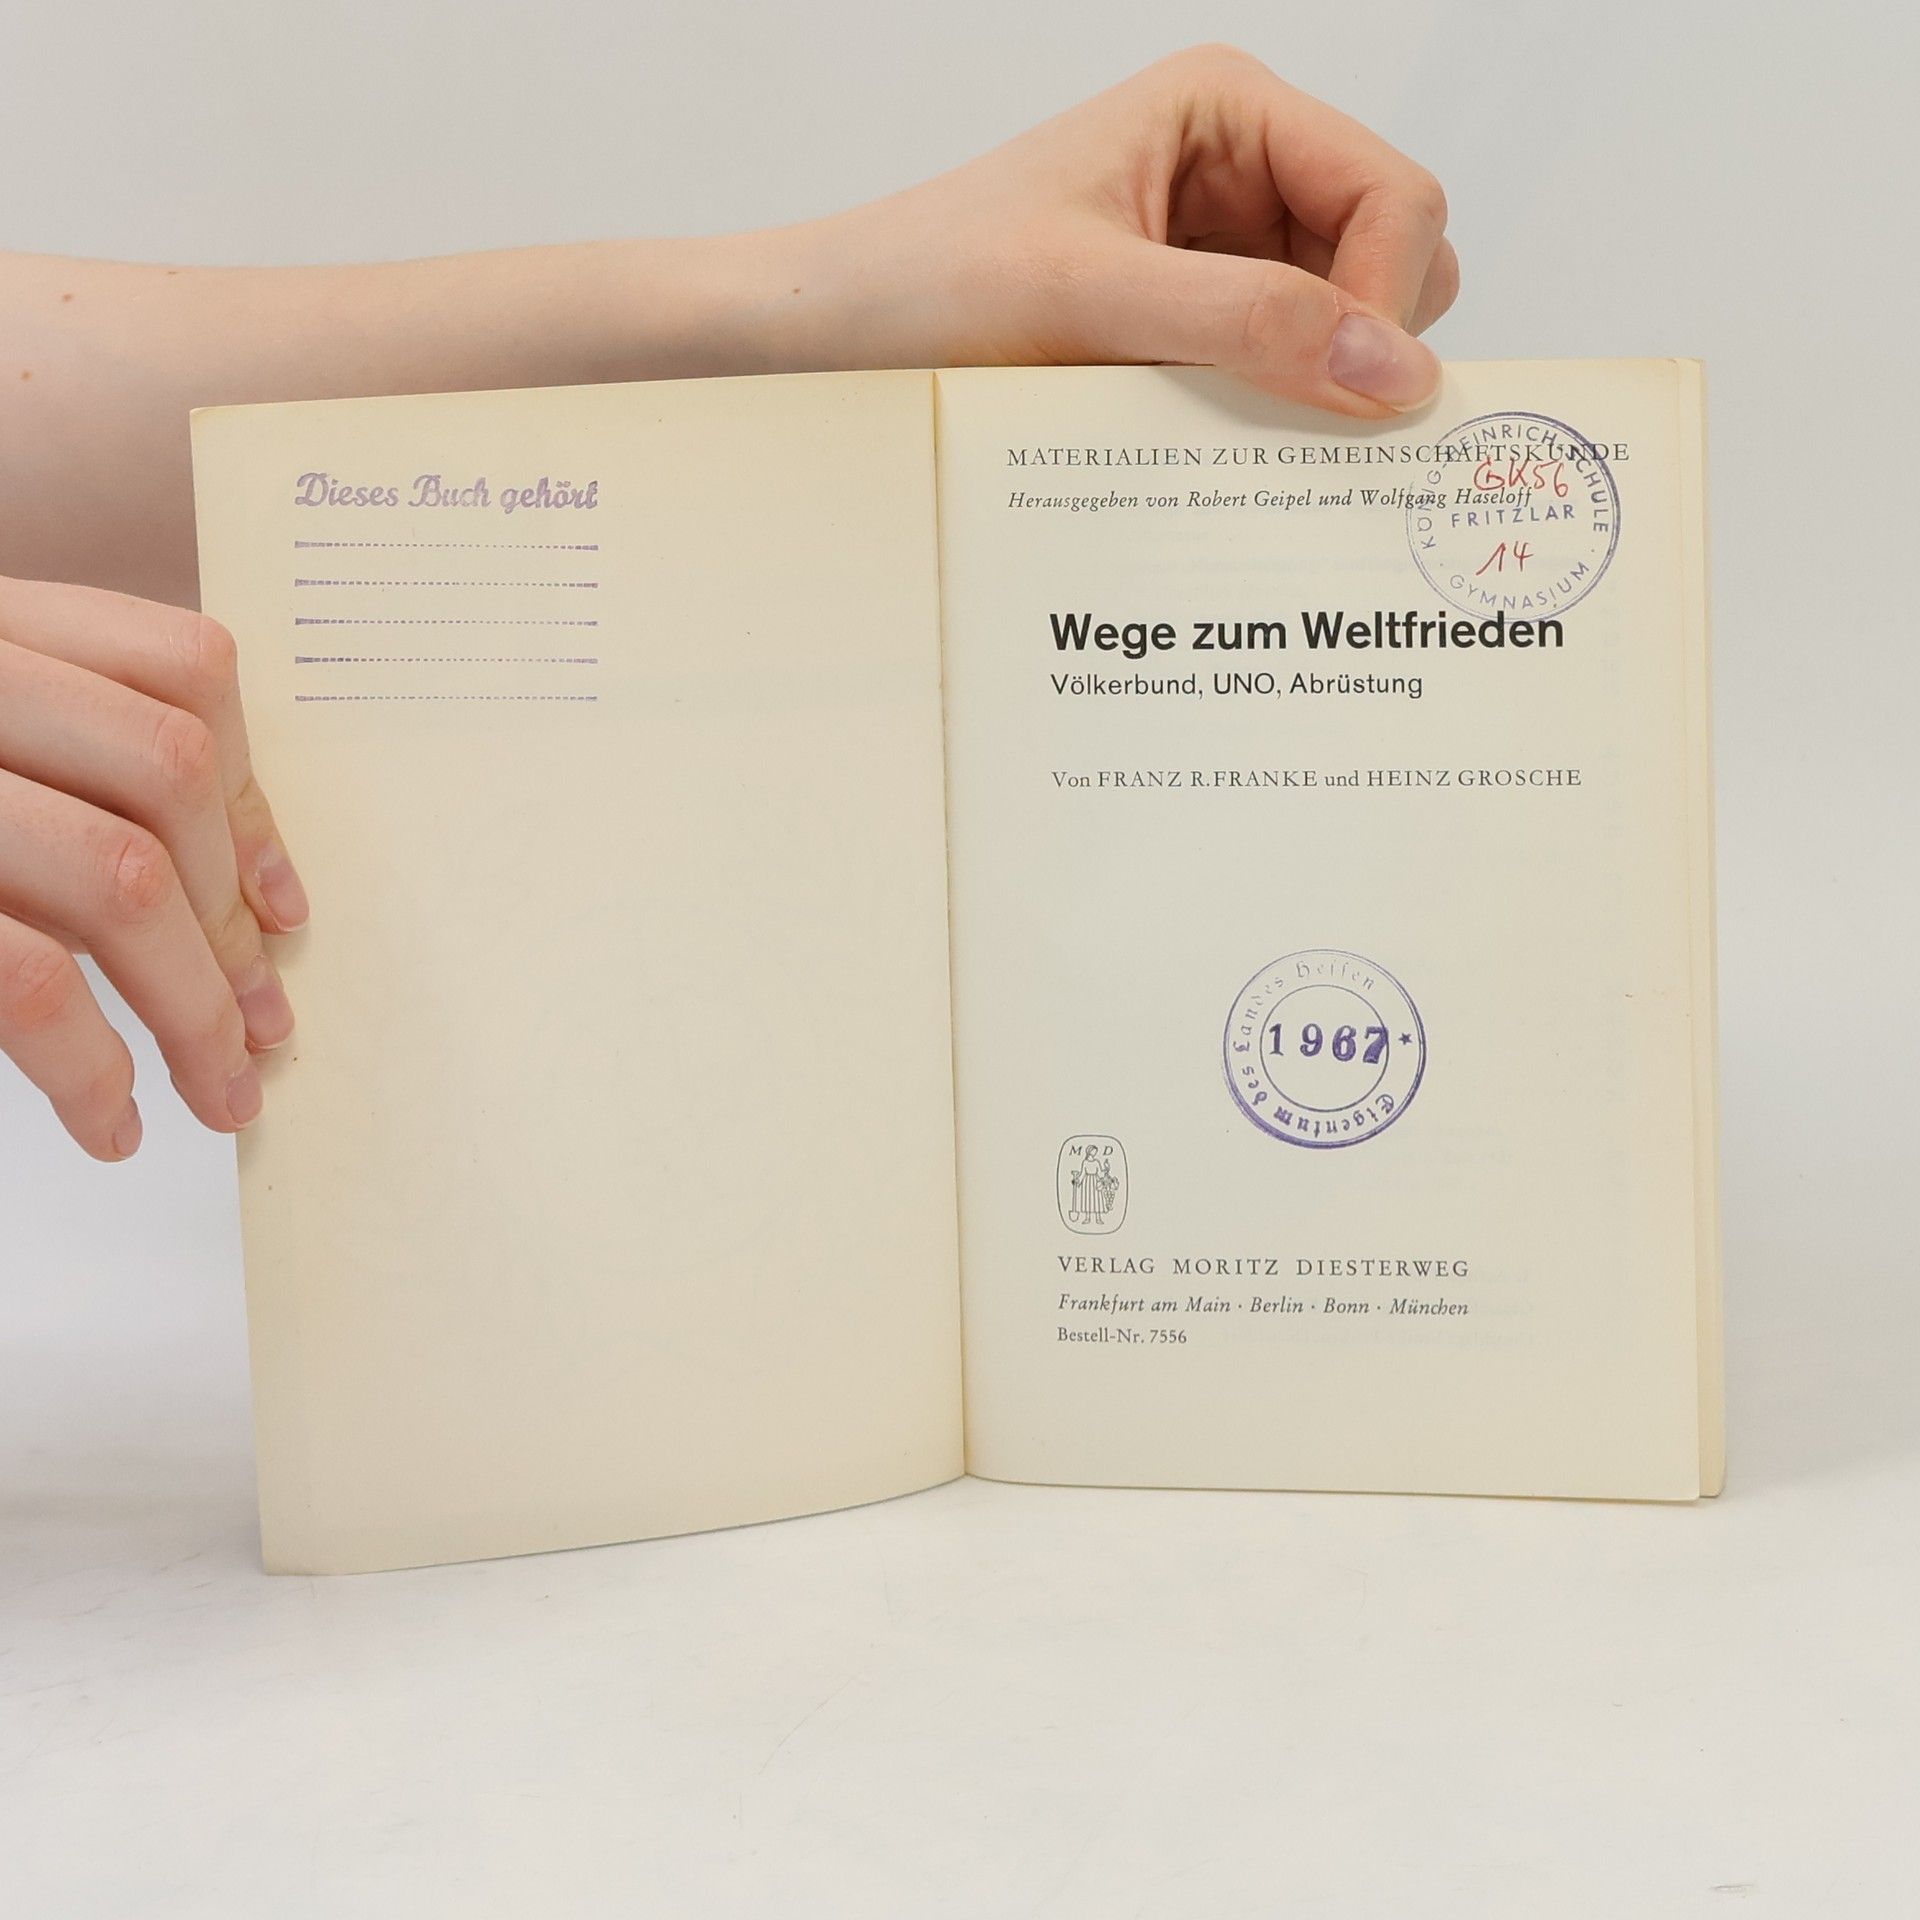 Dieses Buch gehört
MATERIALIEN ZUR GEMEINSCHAFTSKUNDE
Herausgegeben von Robert Geipel und Wolfgang Haseloff
KÖNIG-HEINRICH-SCHULE
GK56
FRITZLAR
14
GYMNASIUM
Wege zum Weltfrieden
Völkerbund, UNO, Abrüstung
Von FRANZ R. FRANKE und HEINZ GROSCHE
Eigentum des Landes Hessen
1967
M D
VERLAG MORITZ DIESTERWEG
Frankfurt am Main · Berlin · Bonn · München
Bestell-Nr. 7556